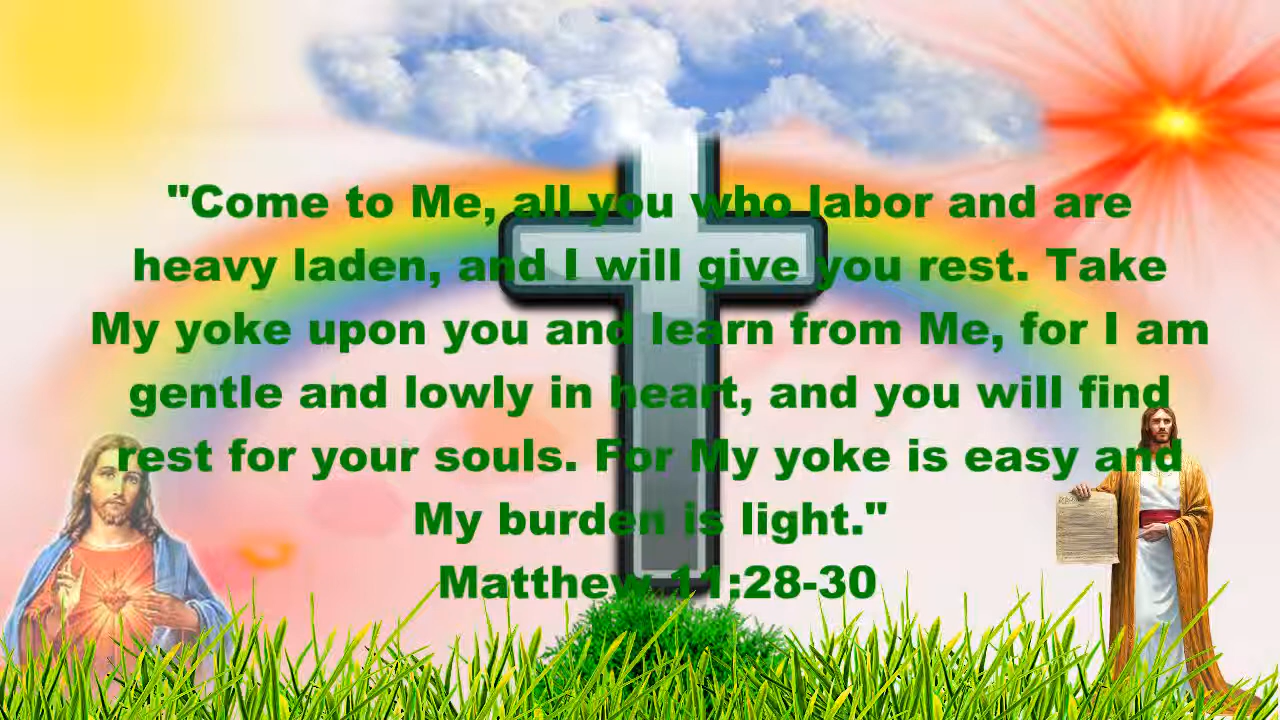 "Come to Me, all you who labor and are
heavy laden, and I will give you rest. Take
My yoke upon you and learn from Me, for I am
gentle and lowly in heart, and you will find
rest for your souls. For My yoke is easy and
My burden is light."
Matthew 11:28-30